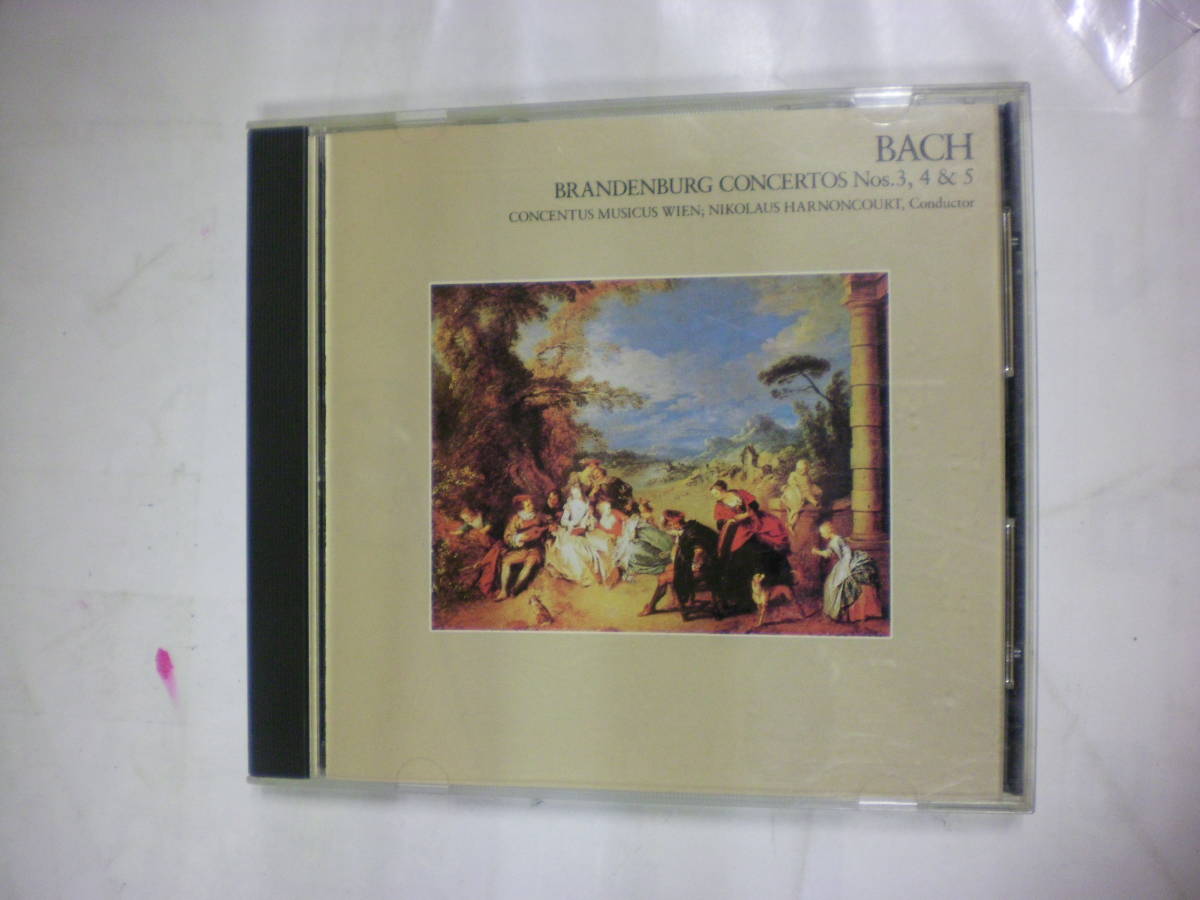 BACH
BRANDENBURG CONCERTOS Nos.3, 4 & 5
CONCENTUS MUSICUS WIEN; NIKOLAUS HARNONCOURT, Conductor